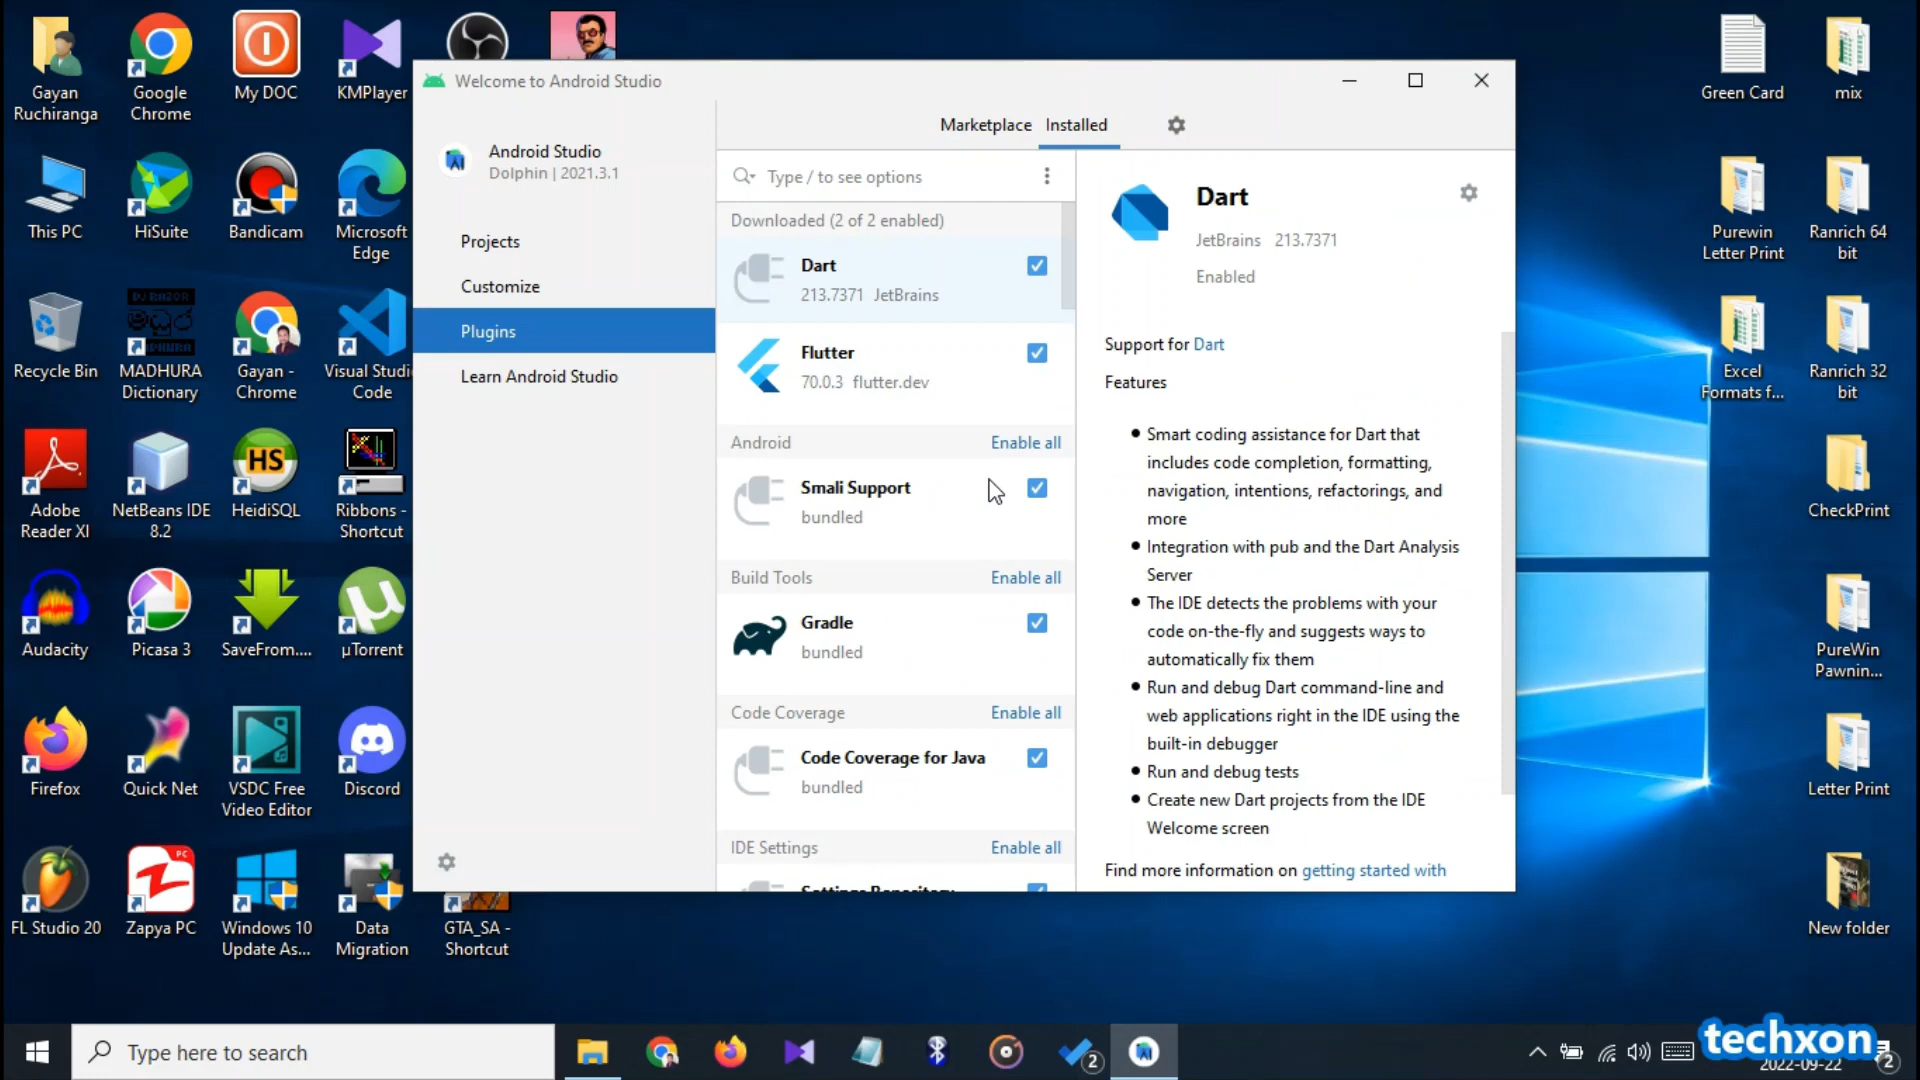 Gayan
Ruchiranga
Google
Chrome
My DOC
KMPlayer
This PC
HiSuite
Bandicam
Microsoft
Edge
Recycle Bin
MADHURA
Dictionary
Gayan -
Chrome
Visual Studi
Code
Adobe
Reader XI
NetBeans IDE
8.2
HS
HeidiSQL
Ribbons -
Shortcut
Audacity
Picasa 3
SaveFrom....
µTorrent
Firefox
Quick Net
VSDC Free
Video Editor
Discord
FL Studio 20
PC
Zapya PC
Windows 10
Update As...
Data
Migration
GTA_SA -
Shortcut
Welcome to Android Studio
Android Studio
Dolphin | 2021.3.1
Projects
Customize
Plugins
Learn Android Studio
Marketplace Installed
Type / to see options
Downloaded (2 of 2 enabled)
Dart
213.7371 JetBrains
Flutter
70.0.3 flutter.dev
Android Enable all
Smali Support
bundled
Build Tools Enable all
Gradle
bundled
Code Coverage Enable all
Code Coverage for Java
bundled
IDE Settings Enable all
Settings Repository
Dart
JetBrains 213.7371
Enabled
Support for Dart
Features
Smart coding assistance for Dart that
includes code completion, formatting,
navigation, intentions, refactorings, and
more
Integration with pub and the Dart Analysis
Server
The IDE detects the problems with your
code on-the-fly and suggests ways to
automatically fix them
Run and debug Dart command-line and
web applications right in the IDE using the
built-in debugger
Run and debug tests
Create new Dart projects from the IDE
Welcome screen
Find more information on getting started with
Green Card
mix
Purewin
Letter Print
Ranrich 64
bit
Excel
Formats f...
Ranrich 32
bit
CheckPrint
PureWin
Pawning...
Letter Print
New folder
Type here to search
2
techxon
2022-09-22
2